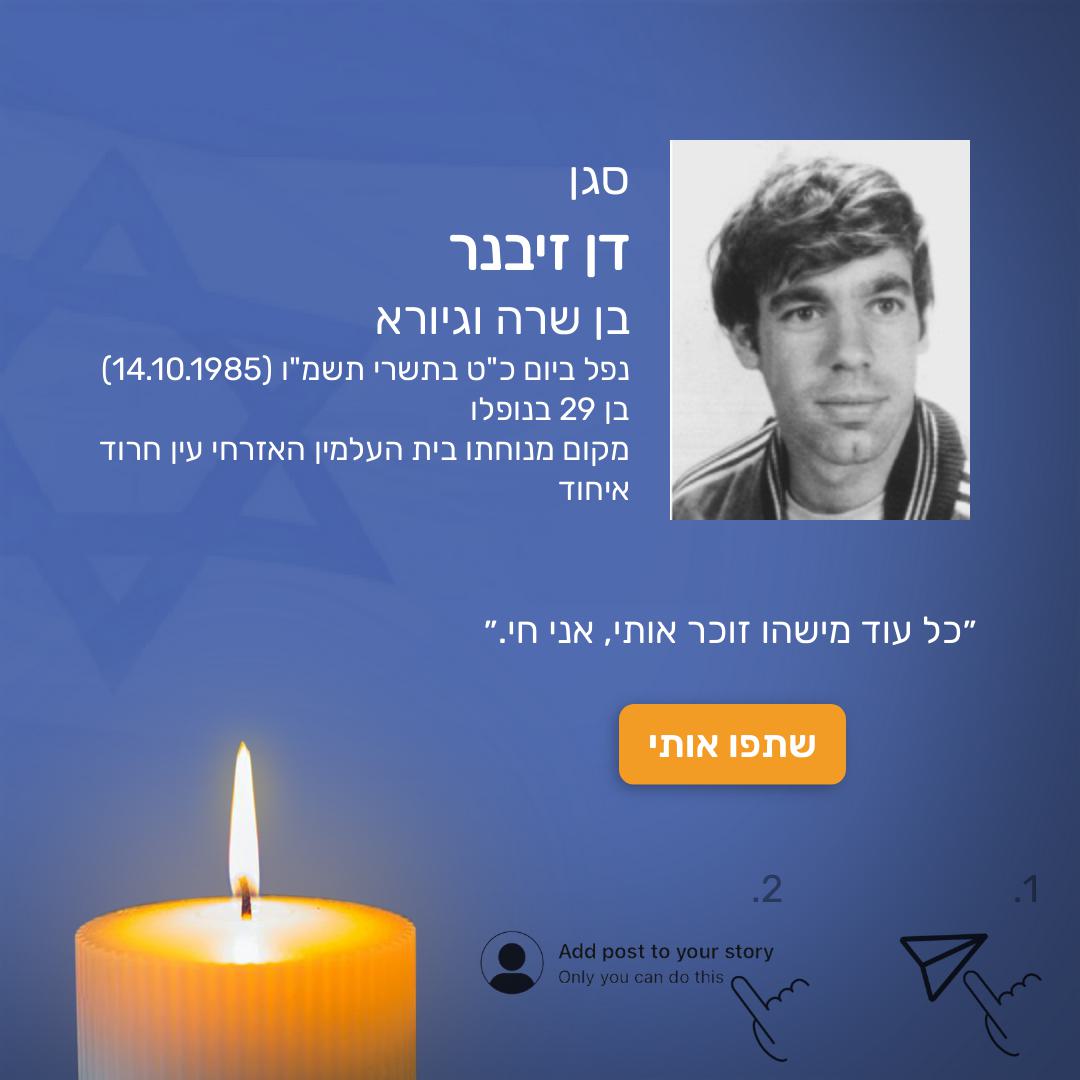 סגן
דן זיבנר
בן שרה וגיורא
נפל ביום כ"ט בתשרי תשמ"ו (14.10.1985)
בן 29 בנופלו
מקום מנוחתו בית העלמין האזרחי עין חרוד
איחוד
״כל עוד מישהו זוכר אותי, אני חי.״
שתפו אותי
1.
2.
Add post to your story
Only you can do this